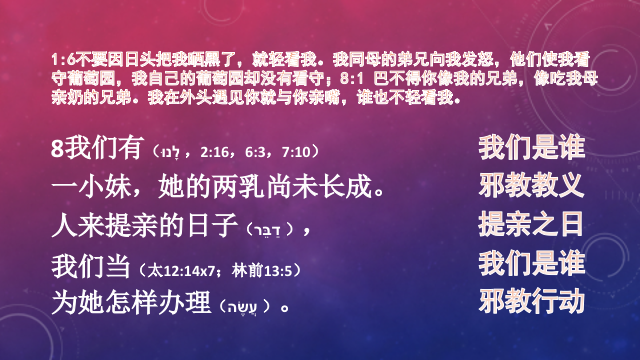 1:6不要因日头把我晒黑了，就轻看我。我同母的弟兄向我发怒，他们使我看
守葡萄园，我自己的葡萄园却没有看守；8:1 巴不得你像我的兄弟，像吃我母
亲奶的兄弟。我在外头遇见你就与你亲嘴，谁也不轻看我。
8我们有（לָנוּ ，2:16，6:3，7:10） 我们是谁
一小妹，她的两乳尚未长成。 邪教教义
人来提亲的日子（דִּבֵּר ）， 提亲之日
我们当（太12:14x7；林前13:5） 我们是谁
为她怎样办理（עָשָׂה ）。 邪教行动